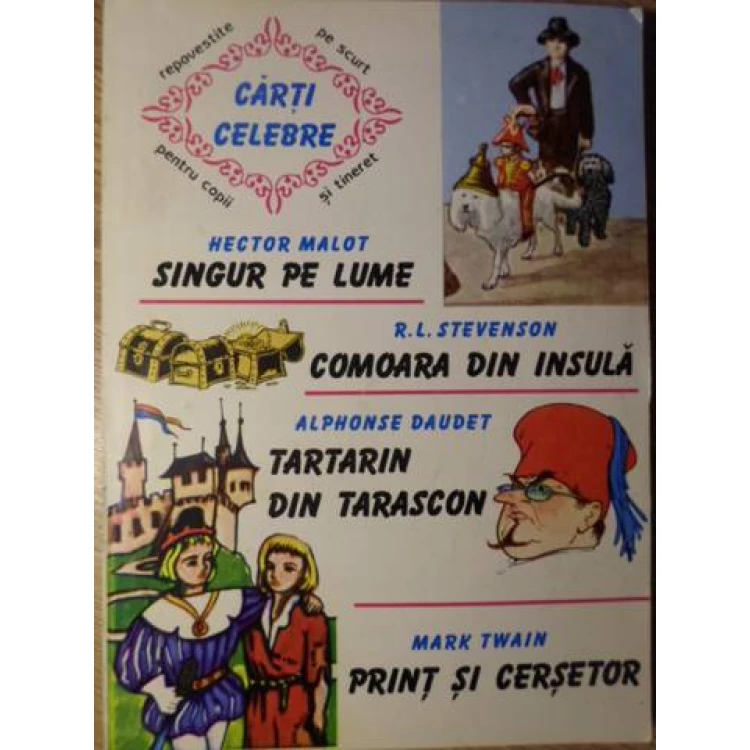 repovestite pe scurt
CĂRȚI
CELEBRE
pentru copii și tineret
HECTOR MALOT
SINGUR PE LUME
R.L. STEVENSON
COMOARA DIN INSULĂ
ALPHONSE DAUDET
TARTARIN
DIN TARASCON
MARK TWAIN
PRINȚ ȘI CERȘETOR